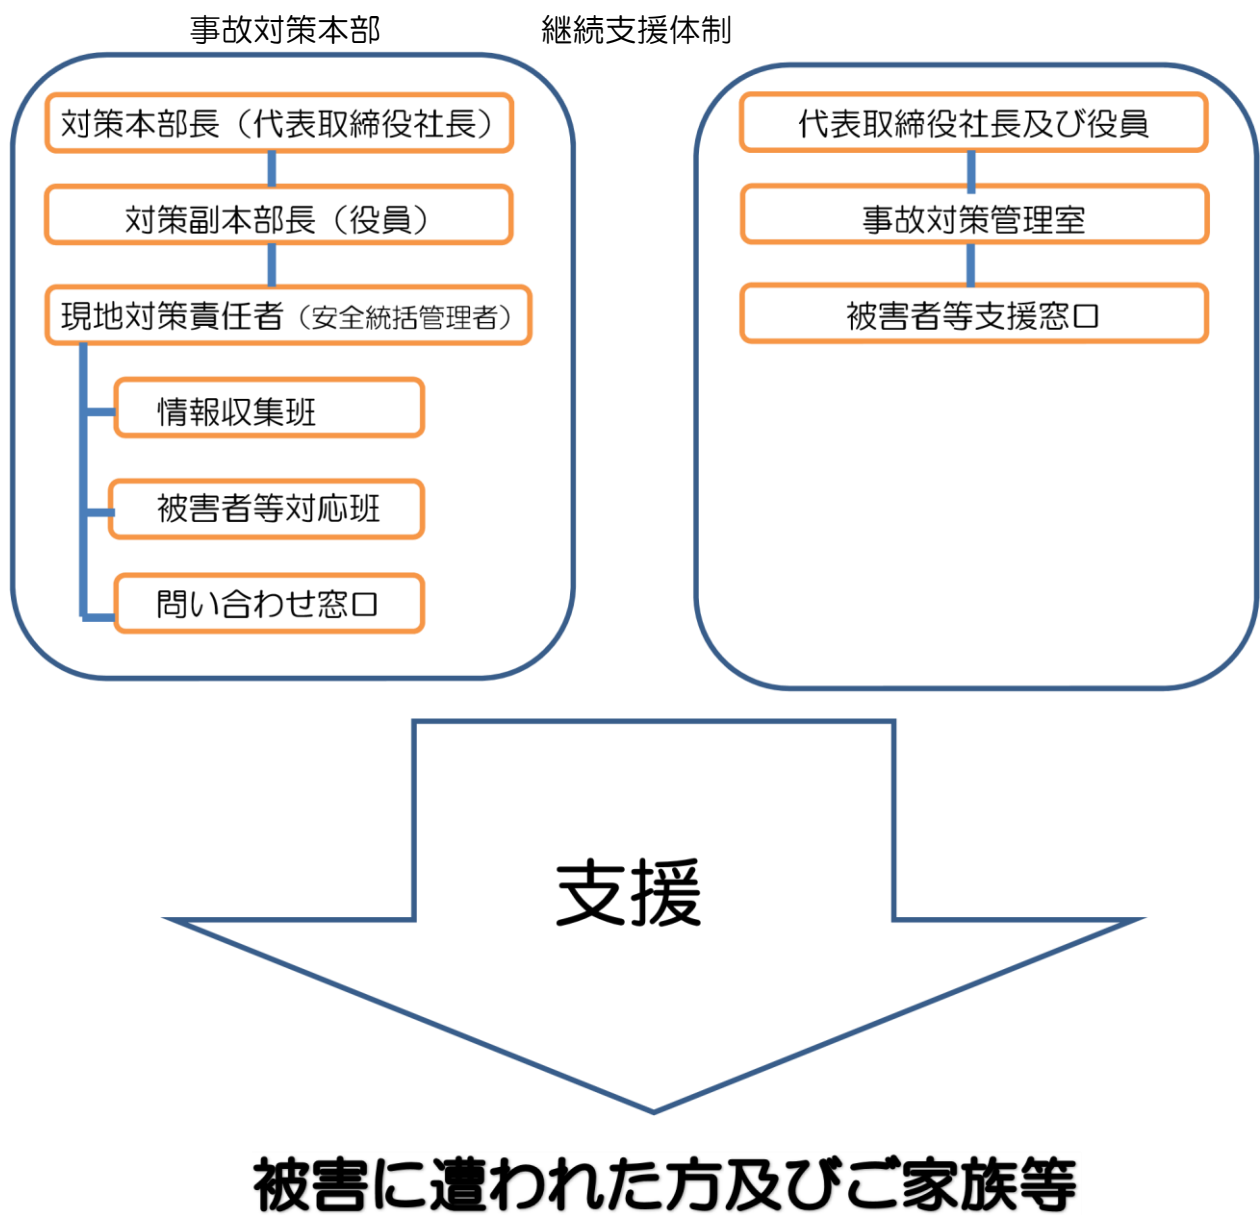 事故対策本部
対策本部長（代表取締役社長）
対策副本部長（役員）
現地対策責任者（安全統括管理者）
情報収集班
被害者等対応班
問い合わせ窓口
継続支援体制
代表取締役社長及び役員
事故対策管理室
被害者等支援窓口
支援
被害に遭われた方及びご家族等